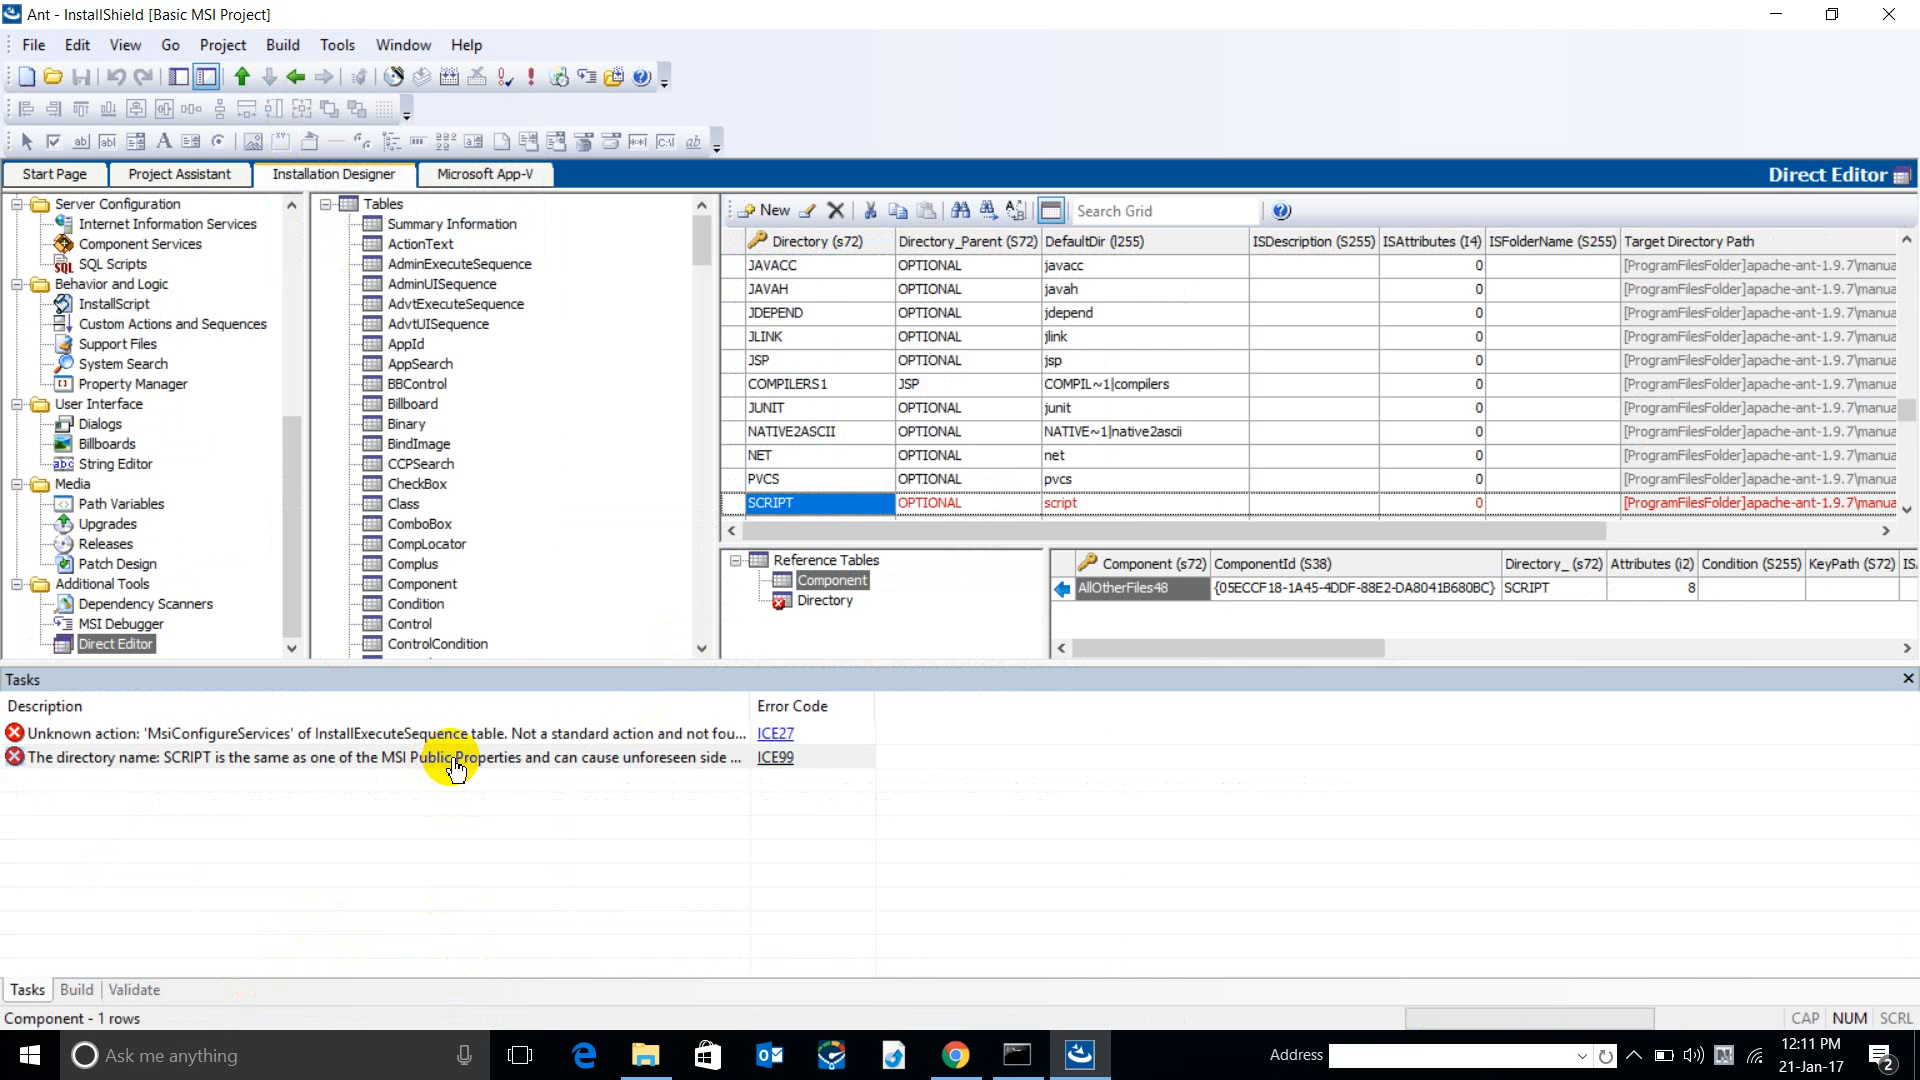 Ant - InstallShield [Basic MSI Project]
File Edit View Go Project Build Tools Window Help
Start Page Project Assistant Installation Designer Microsoft App-V Direct Editor
Server Configuration
Internet Information Services
Component Services
SQL Scripts
Behavior and Logic
InstallScript
Custom Actions and Sequences
Support Files
System Search
Property Manager
User Interface
Dialogs
Billboards
String Editor
Media
Path Variables
Upgrades
Releases
Patch Design
Additional Tools
Dependency Scanners
MSI Debugger
Direct Editor
Tables
Summary Information
ActionText
AdminExecuteSequence
AdminUISequence
AdvtExecuteSequence
AdvtUISequence
AppId
AppSearch
BBControl
Billboard
Binary
BindImage
CCPSearch
CheckBox
Class
ComboBox
CompLocator
Complus
Component
Condition
Control
ControlCondition
New Search Grid
Directory (s72) Directory_Parent (S72) DefaultDir (l255) ISDescription (S255) ISAttributes (I4) ISFolderName (S255) Target Directory Path
JAVACC OPTIONAL javacc 0 [ProgramFilesFolder]apache-ant-1.9.7\manua
JAVAH OPTIONAL javah 0 [ProgramFilesFolder]apache-ant-1.9.7\manua
JDEPEND OPTIONAL jdepend 0 [ProgramFilesFolder]apache-ant-1.9.7\manua
JLINK OPTIONAL jlink 0 [ProgramFilesFolder]apache-ant-1.9.7\manua
JSP OPTIONAL jsp 0 [ProgramFilesFolder]apache-ant-1.9.7\manua
COMPILERS1 JSP COMPIL~1|compilers 0 [ProgramFilesFolder]apache-ant-1.9.7\manua
JUNIT OPTIONAL junit 0 [ProgramFilesFolder]apache-ant-1.9.7\manua
NATIVE2ASCII OPTIONAL NATIVE~1|native2ascii 0 [ProgramFilesFolder]apache-ant-1.9.7\manua
NET OPTIONAL net 0 [ProgramFilesFolder]apache-ant-1.9.7\manua
PVCS OPTIONAL pvcs 0 [ProgramFilesFolder]apache-ant-1.9.7\manua
SCRIPT OPTIONAL script 0 [ProgramFilesFolder]apache-ant-1.9.7\manua
Reference Tables
Component
Directory
Component (s72) ComponentId (S38) Directory_ (s72) Attributes (i2) Condition (S255) KeyPath (S72) IS
AllOtherFiles48 {05ECCF18-1A45-4DDF-88E2-DA8041B680BC} SCRIPT 8
Tasks
Description Error Code
Unknown action: 'MsiConfigureServices' of InstallExecuteSequence table. Not a standard action and not fou... ICE27
The directory name: SCRIPT is the same as one of the MSI Public Properties and can cause unforeseen side ... ICE99
Tasks Build Validate
Component - 1 rows CAP NUM SCRL
Ask me anything Address 12:11 PM
21-Jan-17 2